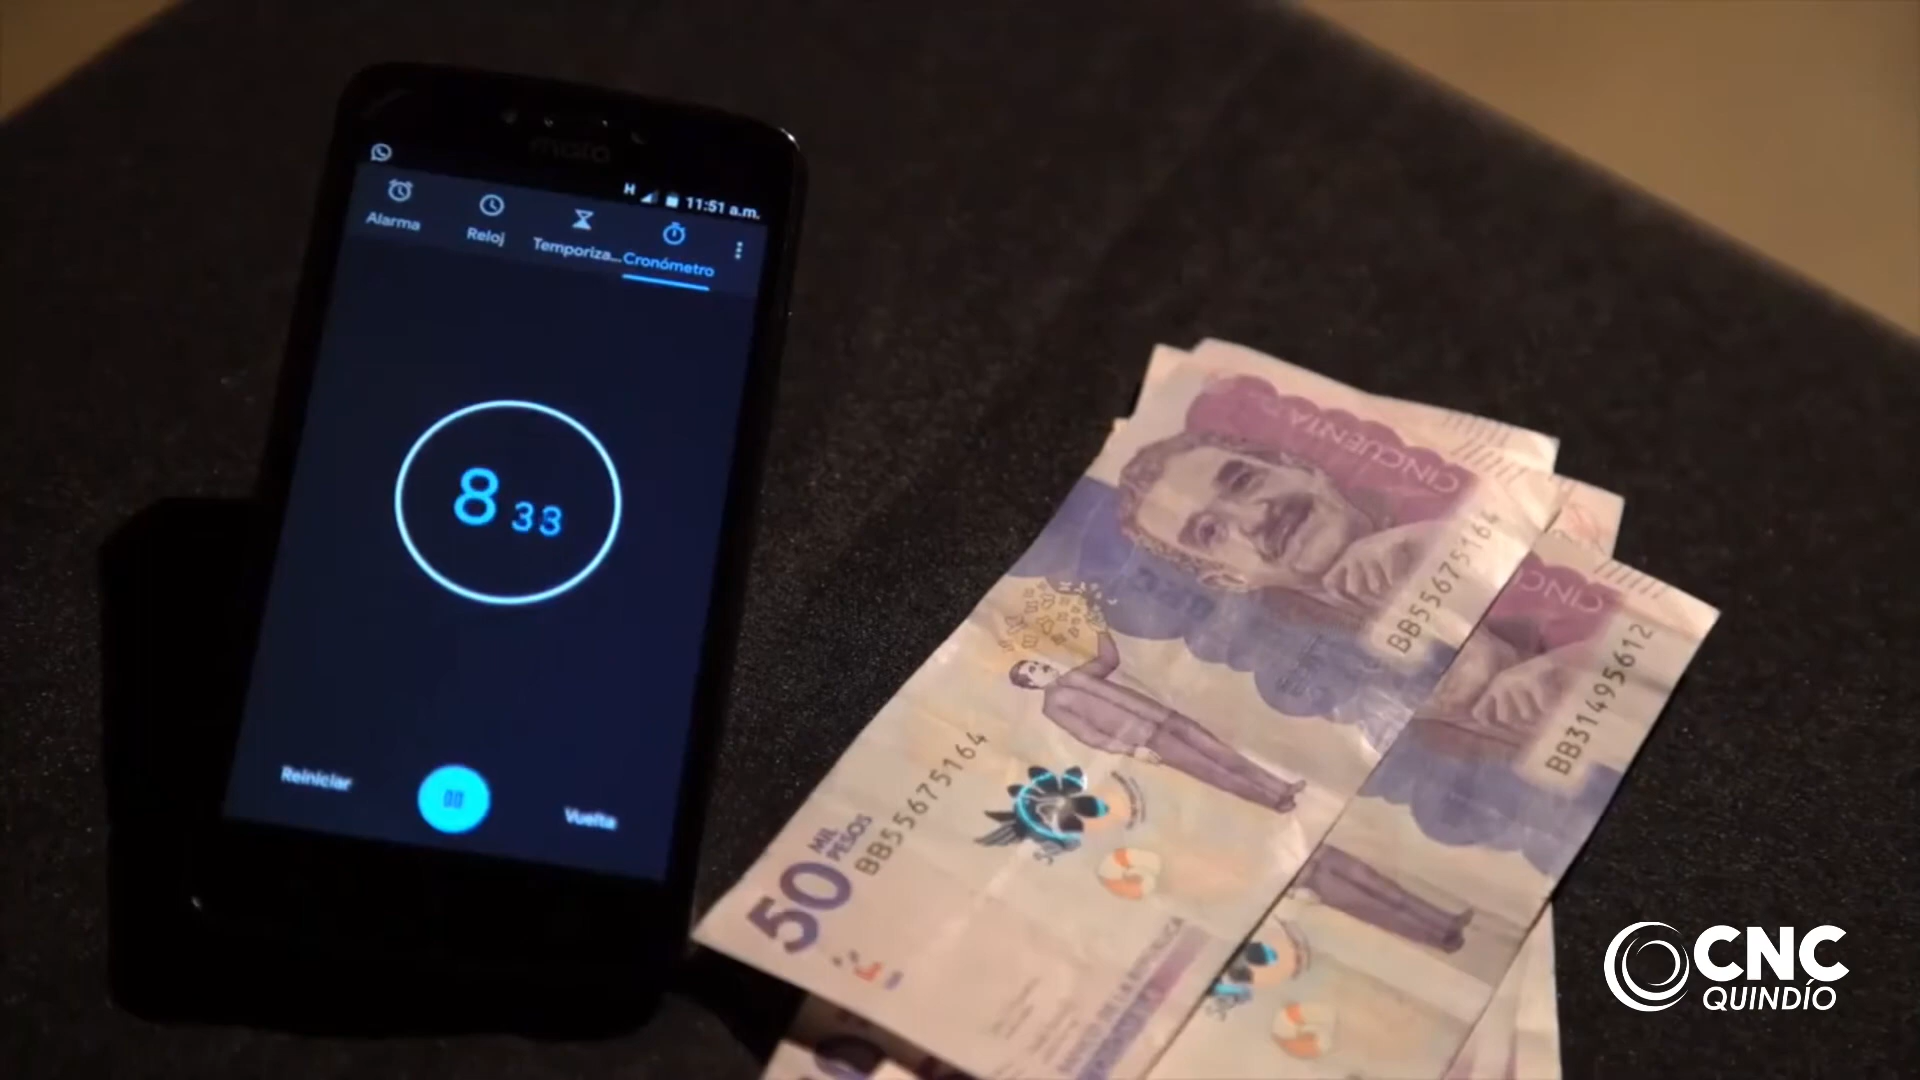 moto
H 11:51 a.m.
Alarma
Reloj
Temporiza...
Cronómetro
8 33
Reiniciar
Vuelta
CINCUENTA
BB55675164
CINC
BB31495612
BB55675164
50 MIL
PESOS
CNC
QUINDÍO